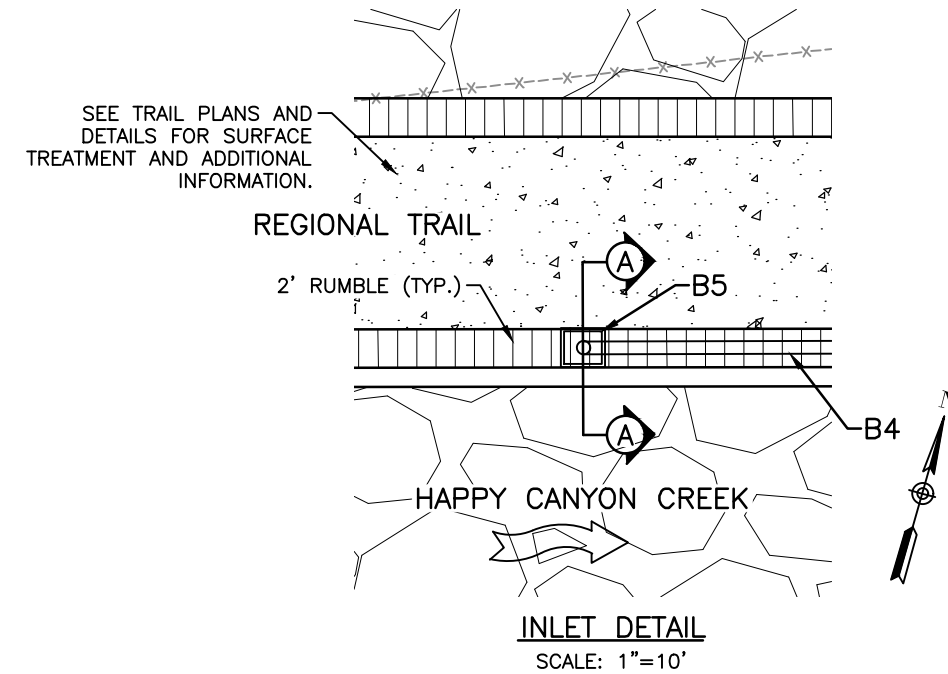 SEE TRAIL PLANS AND
DETAILS FOR SURFACE
TREATMENT AND ADDITIONAL
INFORMATION.
REGIONAL TRAIL
A
2' RUMBLE (TYP.)
B5
B4
A
HAPPY CANYON CREEK
N
INLET DETAIL
SCALE: 1"=10'